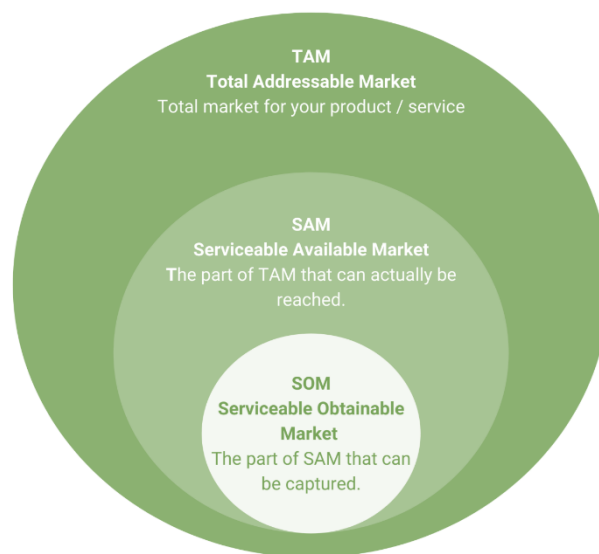 TAM
Total Addressable Market
Total market for your product / service
SAM
Serviceable Available Market
The part of TAM that can actually be
reached.
SOM
Serviceable Obtainable
Market
The part of SAM that can
be captured.